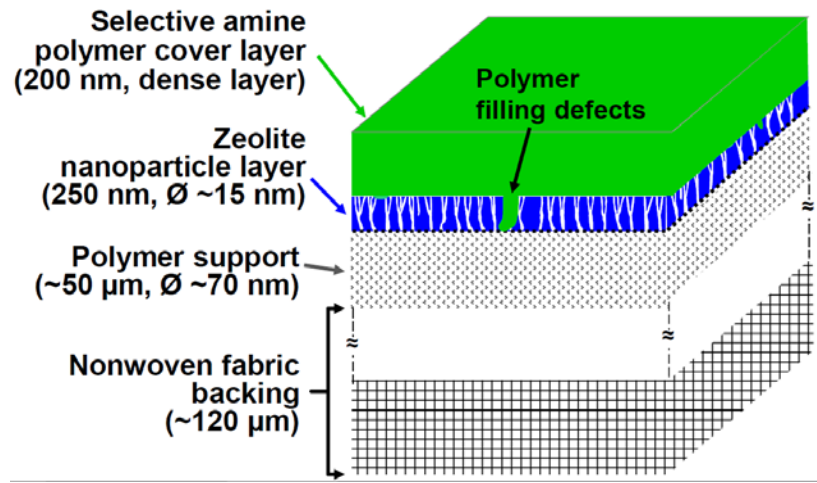 Selective amine
polymer cover layer
(200 nm, dense layer)
Polymer
filling defects
Zeolite
nanoparticle layer
(250 nm, Ø ~15 nm)
Polymer support
(~50 µm, Ø ~70 nm)
≈
≈
≈
Nonwoven fabric
backing
(~120 µm)